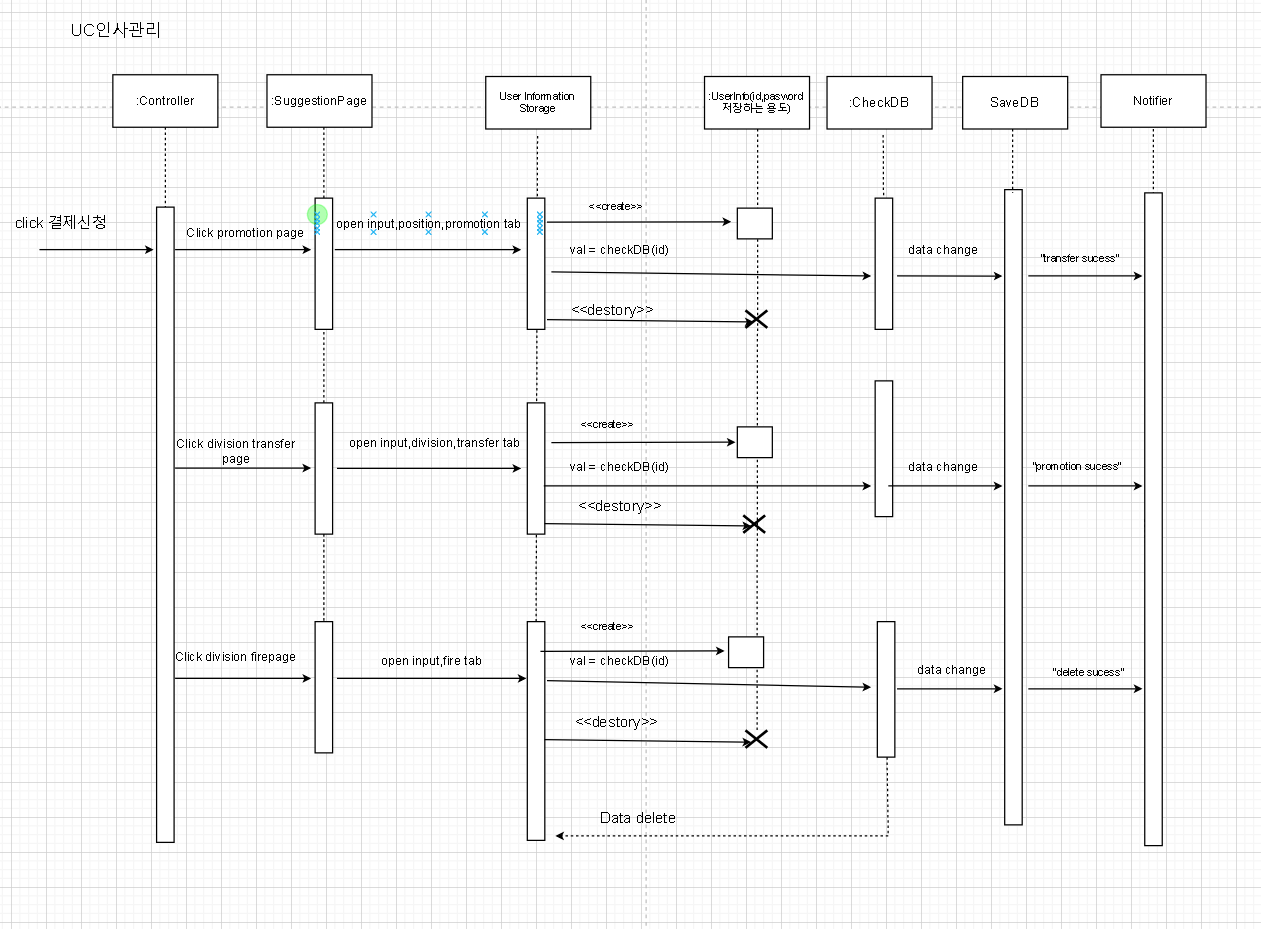 UC인사관리
:Controller
:SuggestionPage
User Information
Storage
:UserInfo(id,pasword
저장하는 용도)
:CheckDB
SaveDB
Notifier
click 결제신청
Click promotion page
open input,position,promotion tab
<<create>>
val = checkDB(id)
data change
"transfer sucess"
<<destory>>
Click division transfer
page
open input,division,transfer tab
<<create>>
val = checkDB(id)
data change
"promotion sucess"
<<destory>>
Click division firepage
open input,fire tab
<<create>>
val = checkDB(id)
data change
"delete sucess"
<<destory>>
Data delete